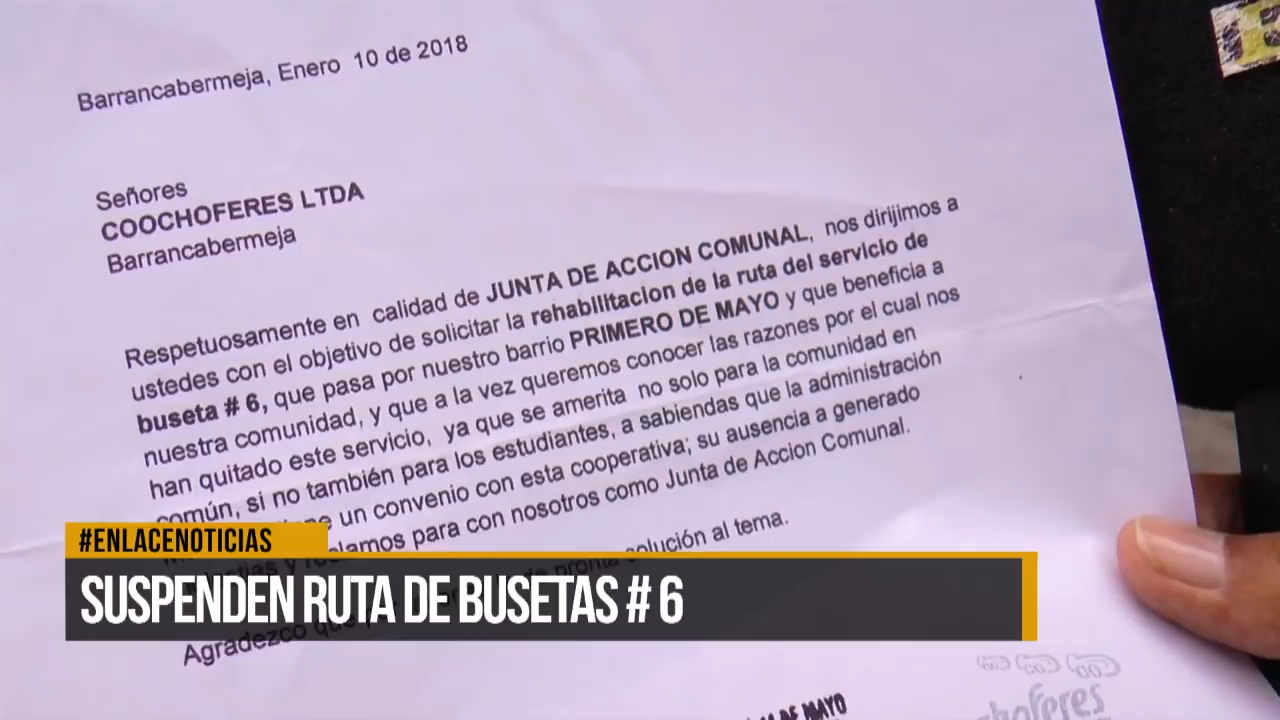 Barrancabermeja, Enero 10 de 2018
Señores
COOCHOFERES LTDA
Barrancabermeja
Respetuosamente en calidad de JUNTA DE ACCION COMUNAL, nos dirijimos a
ustedes con el objetivo de solicitar la rehabilitacion de la ruta del servicio de
buseta # 6, que pasa por nuestro barrio PRIMERO DE MAYO y que beneficia a
nuestra comunidad, y que a la vez queremos conocer las razones por el cual nos
han quitado este servicio, ya que se amerita no solo para la comunidad en
común, si no también para los estudiantes, a sabiendas que la administración
un convenio con esta cooperativa; su ausencia a generado
y para con nosotros como Junta de Accion Comunal.
Agradezco que pronta solución al tema.
#ENLACENOTICIAS
SUSPENDEN RUTA DE BUSETAS # 6
DE MAYO